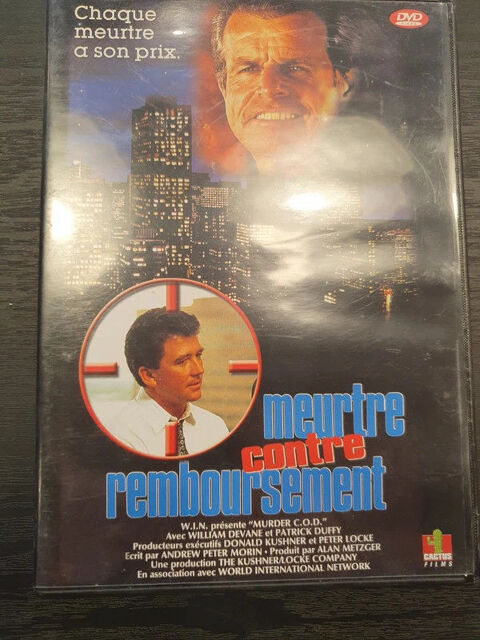 Chaque
meurtre
a son prix.
DVD
VIDEO
meurtre
contre
remboursement
W.I.N. présente "MURDER C.O.D."
Avec WILLIAM DEVANE et PATRICK DUFFY
Producteurs exécutifs DONALD KUSHNER et PETER LOCKE
Ecrit par ANDREW PETER MORIN • Produit par ALAN METZGER
Une production THE KUSHNER/LOCKE COMPANY
En association avec WORLD INTERNATIONAL NETWORK
CACTUS
FILMS